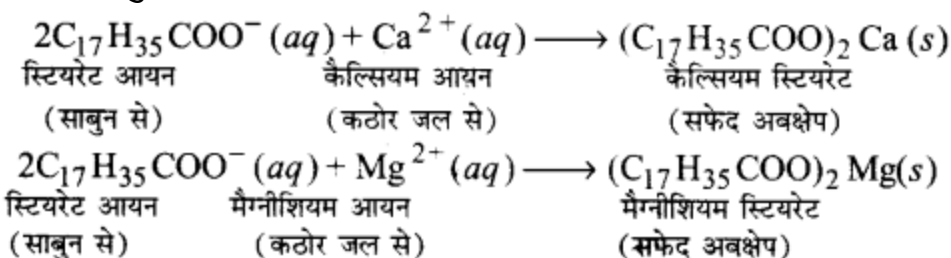 2C₁₇H₃₅COO⁻ (aq) + Ca²⁺ (aq) ⟶ (C₁₇H₃₅COO)₂ Ca (s)
स्टियरेट आयन कैल्सियम आयन कैल्सियम स्टियरेट
(साबुन से) (कठोर जल से) (सफेद अवक्षेप)
2C₁₇H₃₅COO⁻ (aq) + Mg²⁺ (aq) ⟶ (C₁₇H₃₅COO)₂ Mg(s)
स्टियरेट आयन मैग्नीशियम आयन मैग्नीशियम स्टियरेट
(साबुन से) (कठोर जल से) (सफेद अवक्षेप)